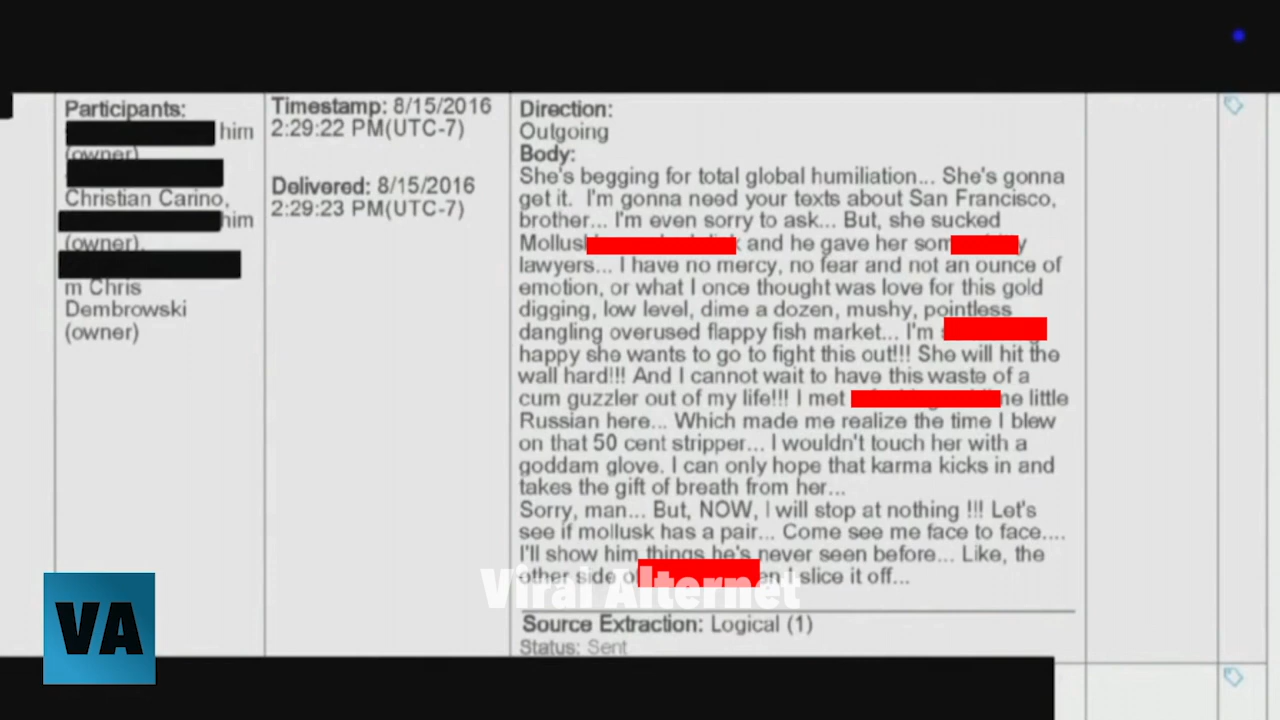 Participants:
him
(owner)
Christian Carino,
him
(owner),
m Chris
Dembrowski
(owner)
Timestamp: 8/15/2016
2:29:22 PM(UTC-7)
Delivered: 8/15/2016
2:29:23 PM(UTC-7)
Direction:
Outgoing
Body:
She's begging for total global humiliation... She's gonna
get it. I'm gonna need your texts about San Francisco,
brother... I'm even sorry to ask... But, she sucked
and he gave her
lawyers... I have no mercy, no fear and not an ounce of
emotion, or what I once thought was love for this gold
digging, low level, dime a dozen, mushy, pointless
dangling overused flappy fish market... I'm
happy she wants to go to fight this out!!! She will hit the
wall hard!!! And I cannot wait to have this waste of a
cum guzzler out of my life!!! I met little
Russian here... Which made me realize the time I blew
on that 50 cent stripper... I wouldn't touch her with a
goddam glove. I can only hope that karma kicks in and
takes the gift of breath from her...
Sorry, man... But, NOW, I will stop at nothing !!! Let's
see if mollusk has a pair... Come see me face to face....
I'll show him things he's never seen before... Like, the
other side I slice it off...
Viral Alternet
VA
Source Extraction: Logical (1)
Status: Sent